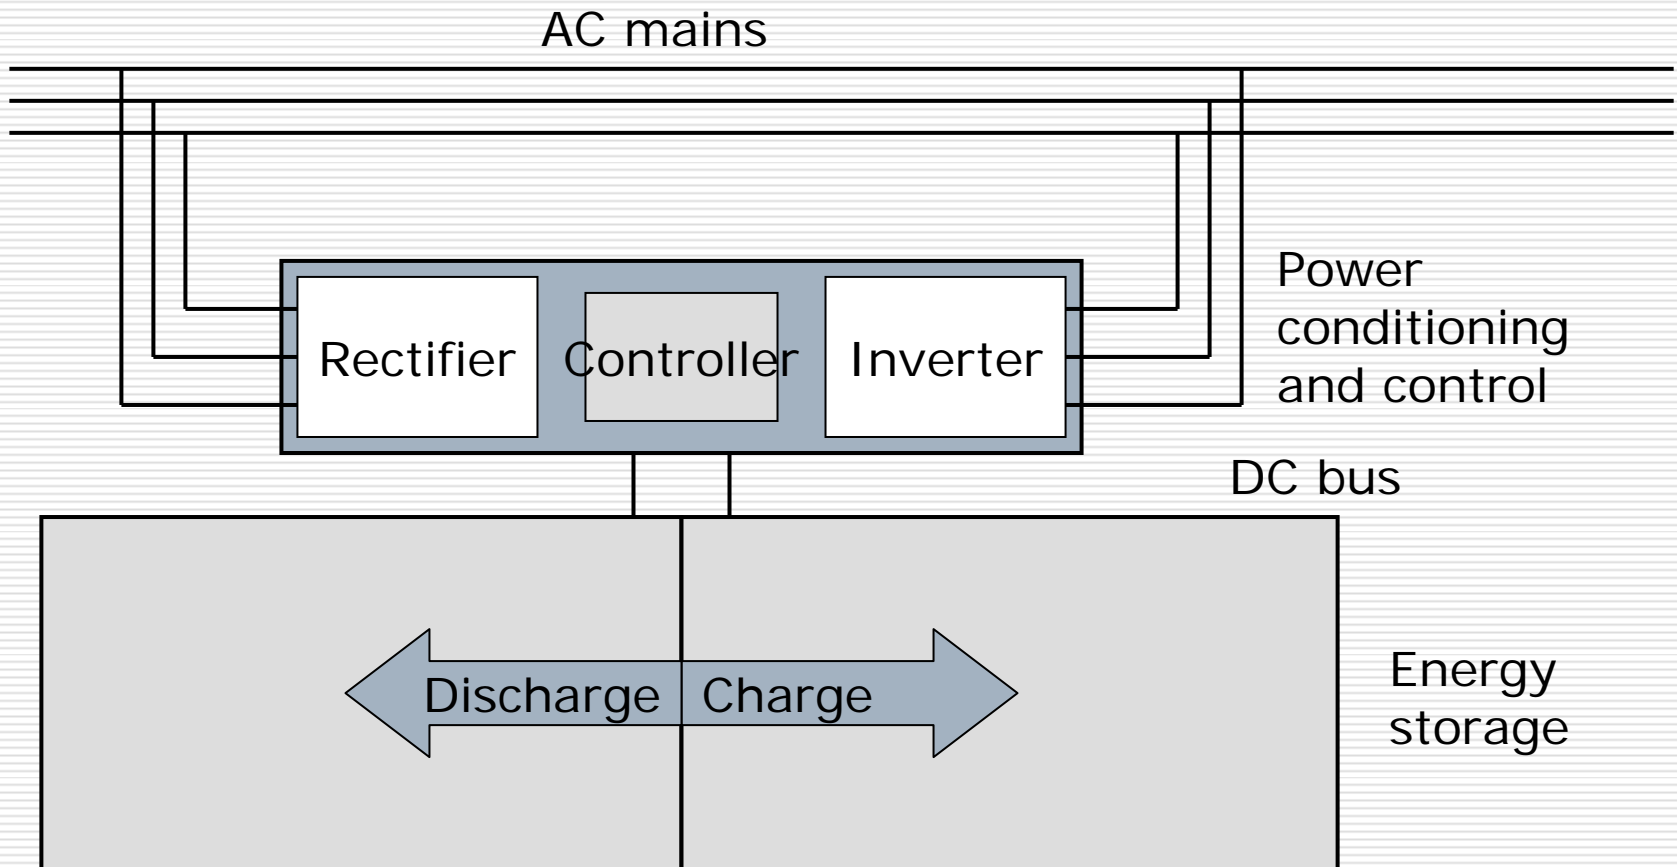 AC mains
Rectifier
Controller
Inverter
Power
conditioning
and control
DC bus
Discharge
Charge
Energy
storage